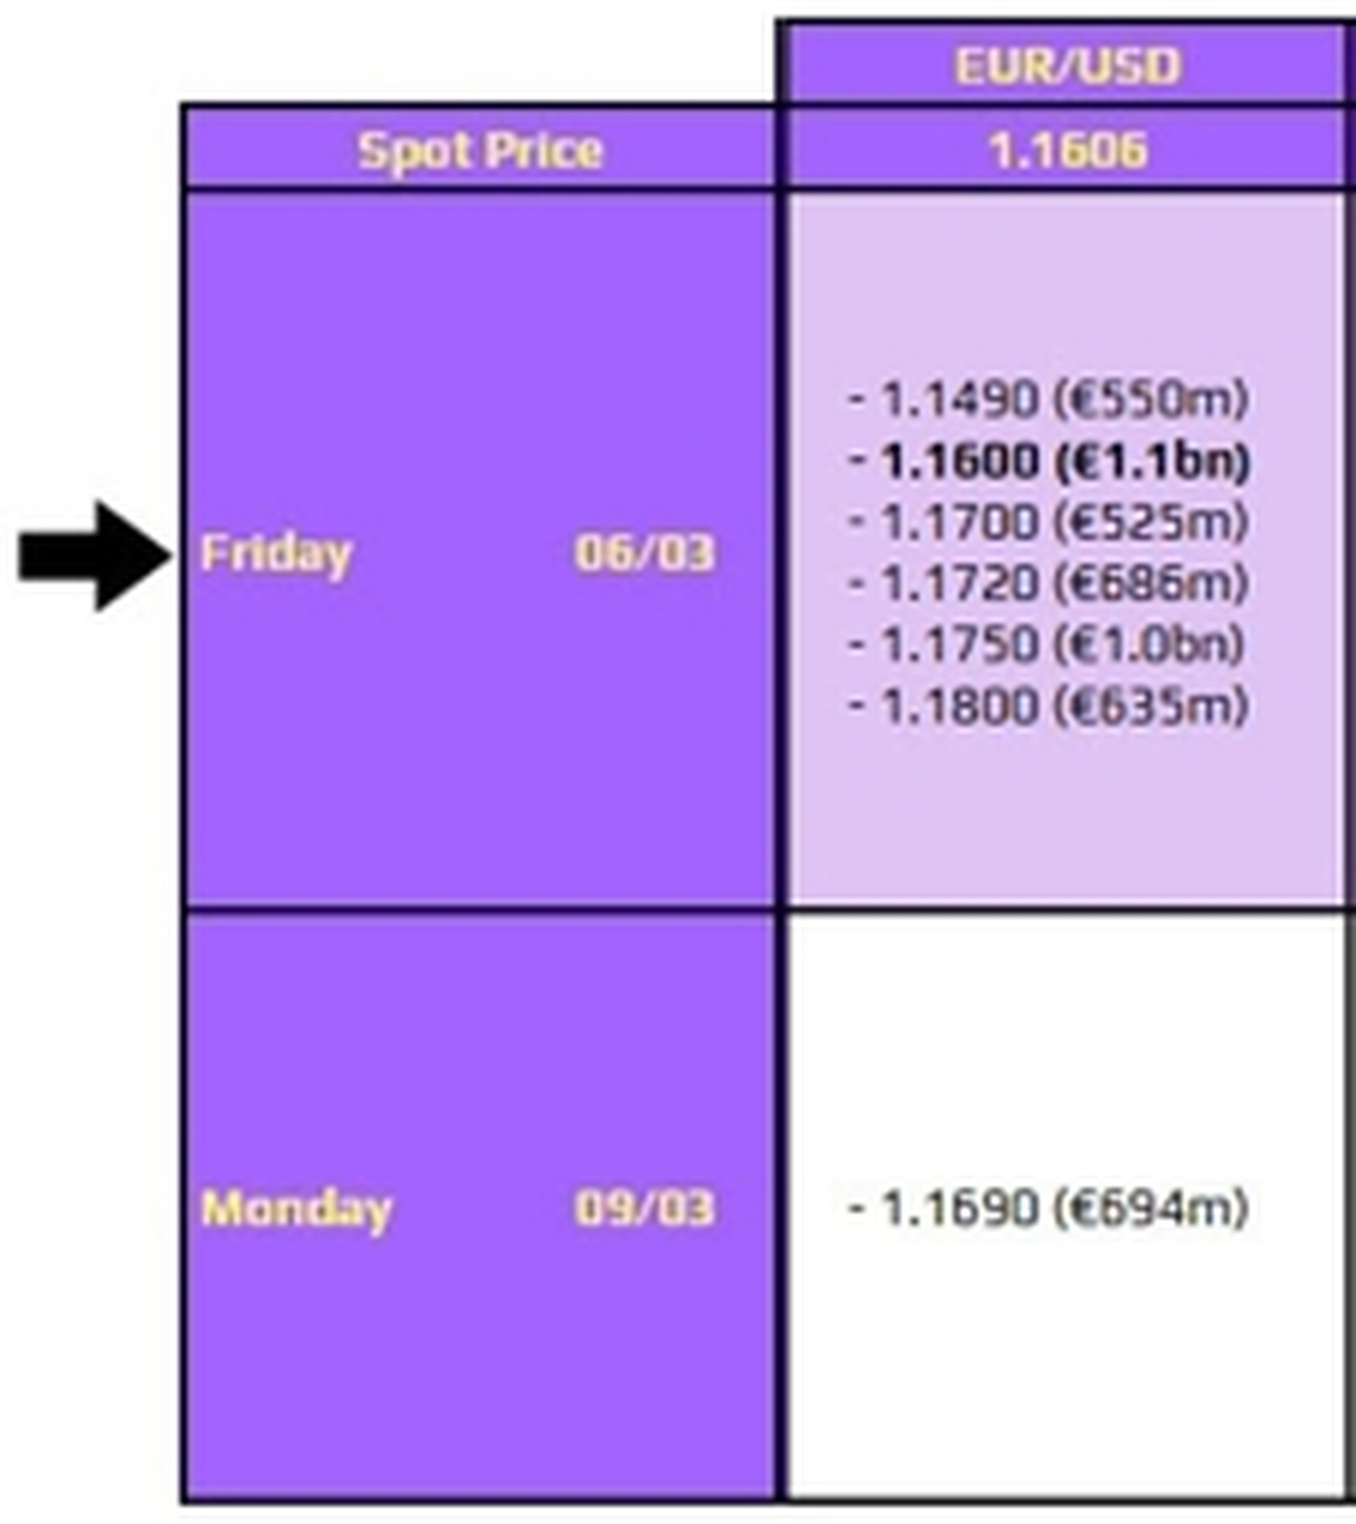 EUR/USD
Spot Price 1.1606
Friday 06/03
- 1.1490 (€550m)
- 1.1600 (€1.1bn)
- 1.1700 (€525m)
- 1.1720 (€686m)
- 1.1750 (€1.0bn)
- 1.1800 (€635m)
Monday 09/03
- 1.1690 (€694m)